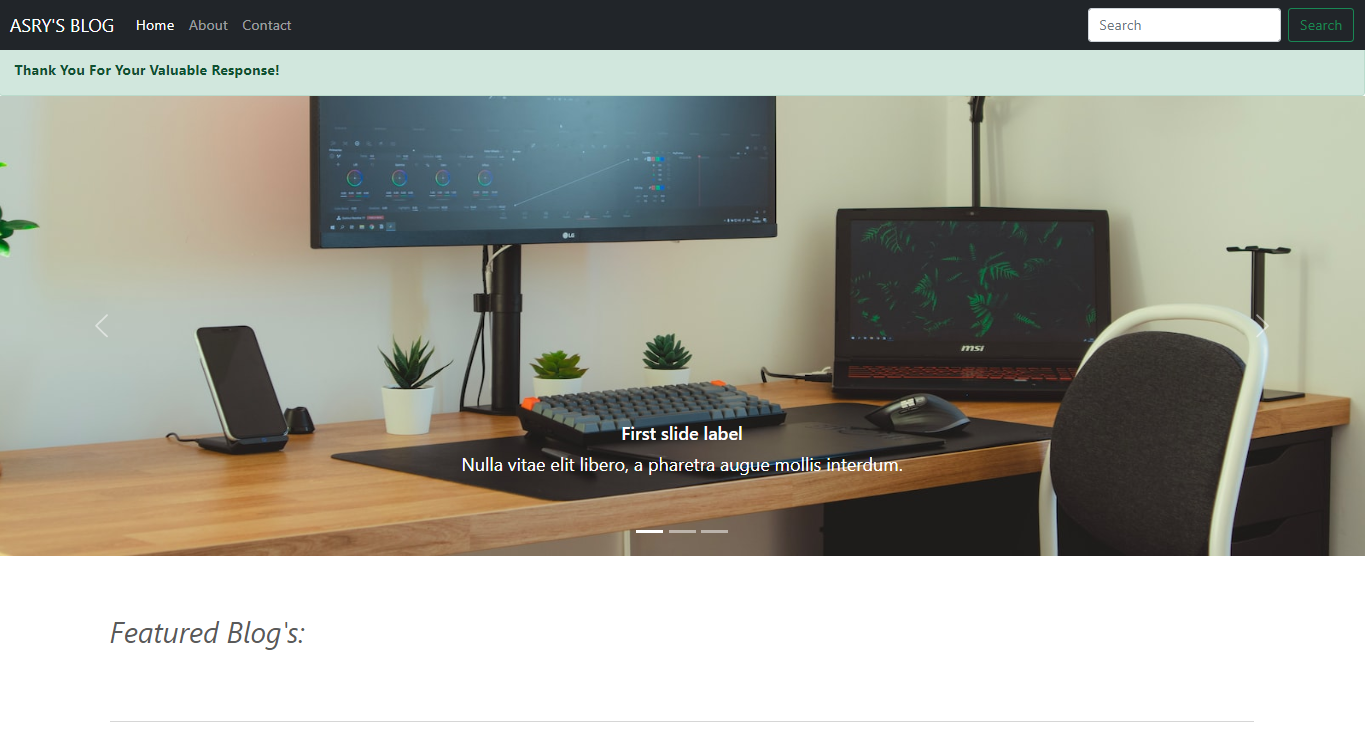 ASRY'S BLOG Home About Contact Search Search
Thank You For Your Valuable Response!
LG
msi
First slide label
Nulla vitae elit libero, a pharetra augue mollis interdum.
Featured Blog's: